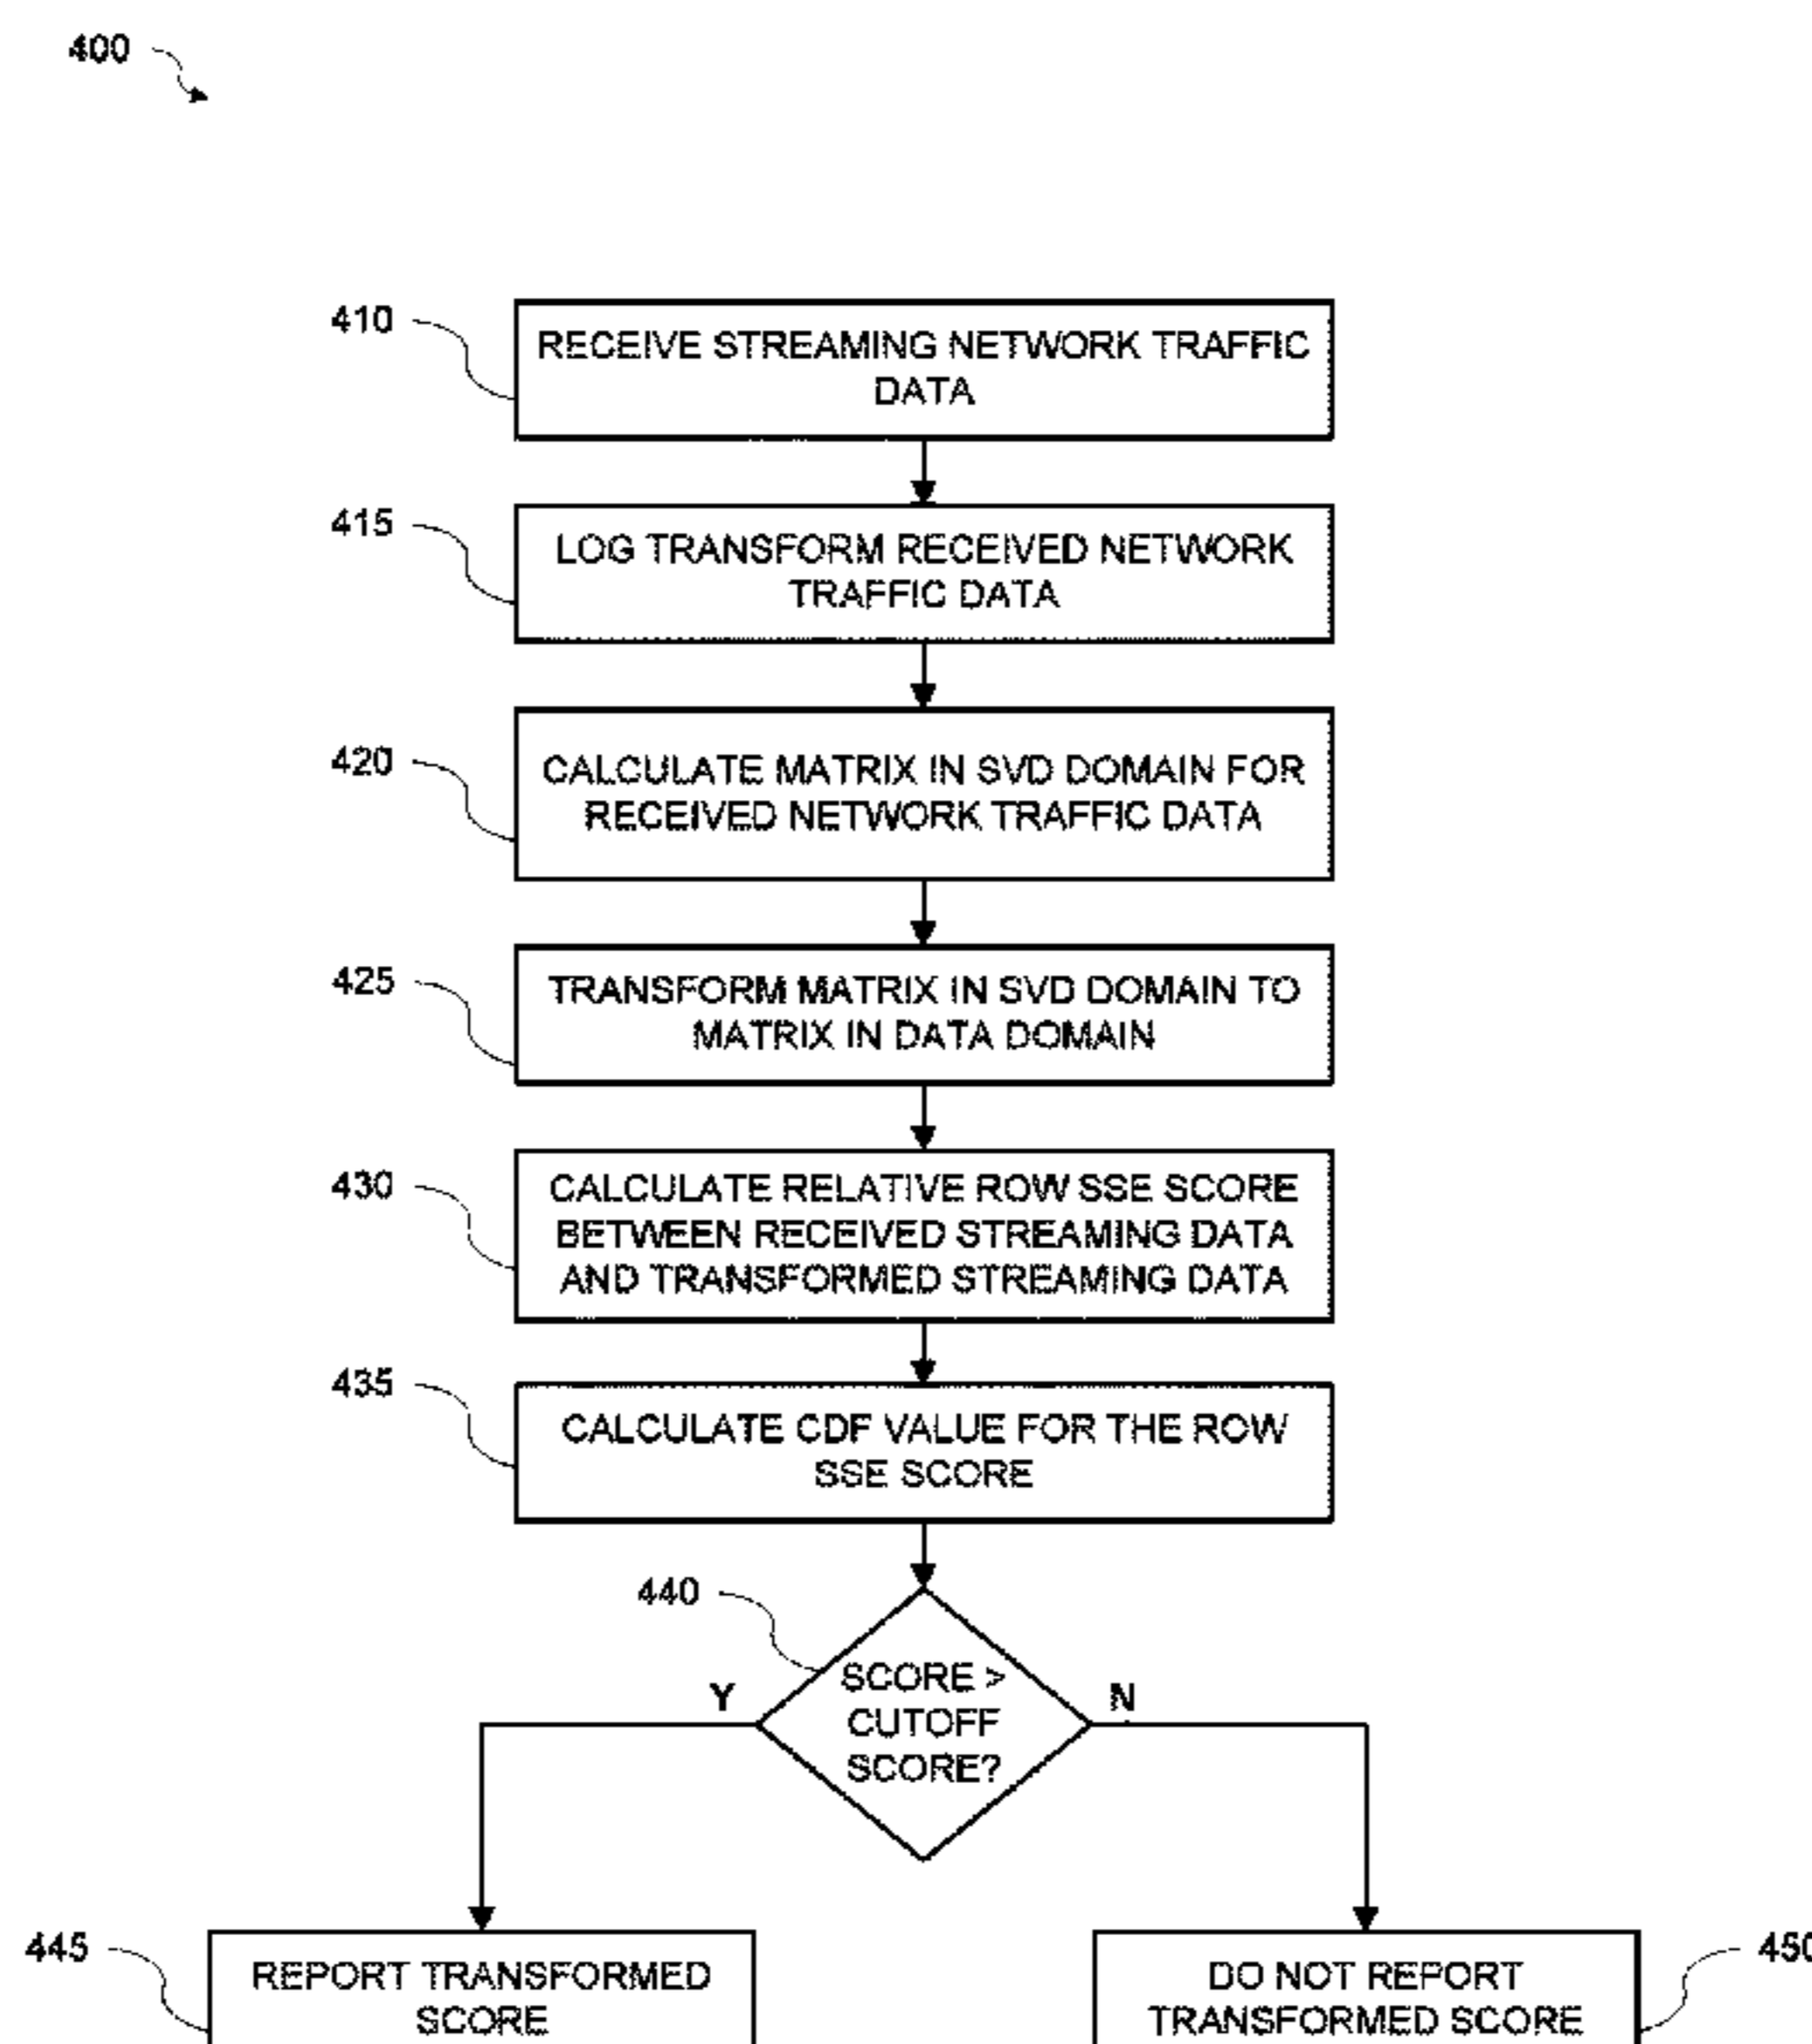 400
410
RECEIVE STREAMING NETWORK TRAFFIC
DATA
415
LOG TRANSFORM RECEIVED NETWORK
TRAFFIC DATA
420
CALCULATE MATRIX IN SVD DOMAIN FOR
RECEIVED NETWORK TRAFFIC DATA
425
TRANSFORM MATRIX IN SVD DOMAIN TO
MATRIX IN DATA DOMAIN
430
CALCULATE RELATIVE ROW SSE SCORE
BETWEEN RECEIVED STREAMING DATA
AND TRANSFORMED STREAMING DATA
435
CALCULATE CDF VALUE FOR THE ROW
SSE SCORE
440
SCORE >
CUTOFF
SCORE?
Y
N
445
REPORT TRANSFORMED
SCORE
DO NOT REPORT
TRANSFORMED SCORE
450